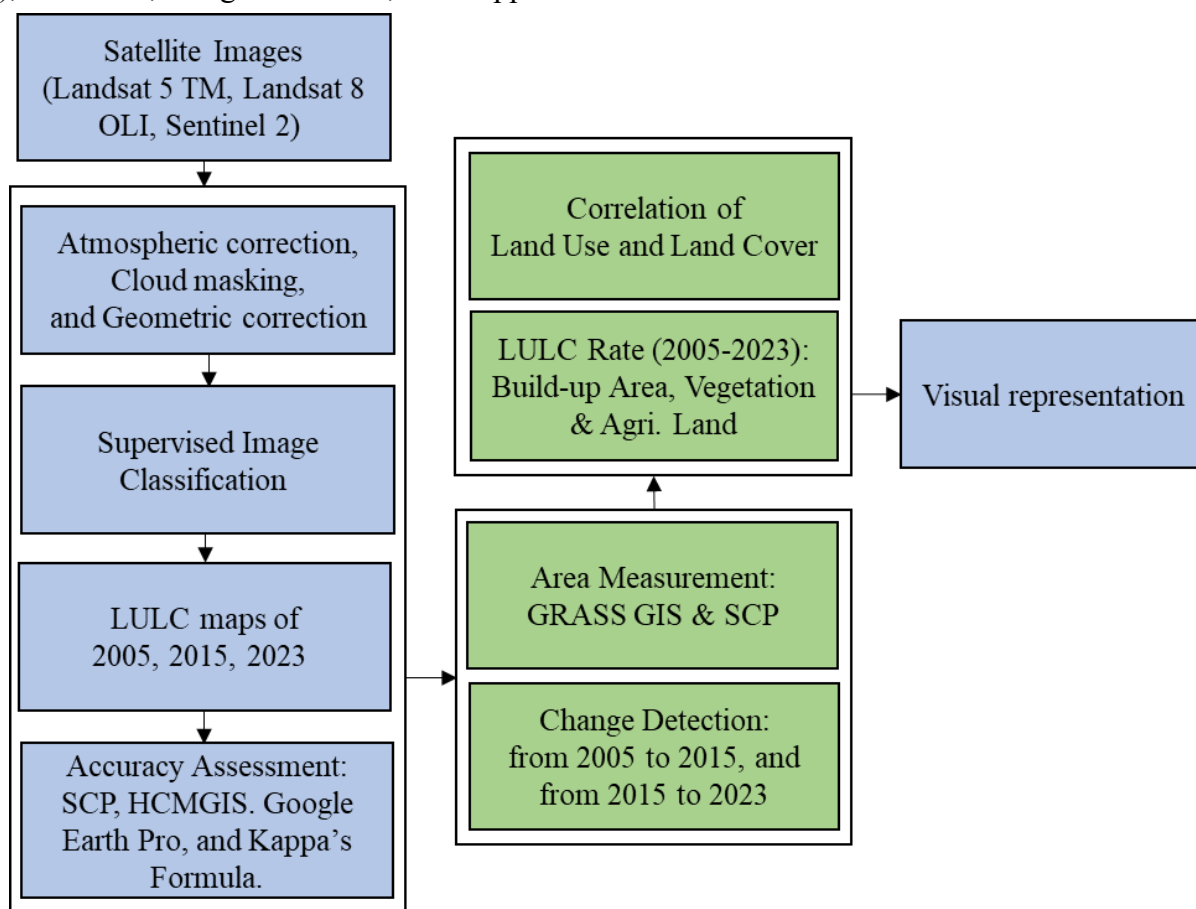 Satellite Images
(Landsat 5 TM, Landsat 8
OLI, Sentinel 2)
Atmospheric correction,
Cloud masking,
and Geometric correction
Supervised Image
Classification
LULC maps of
2005, 2015, 2023
Accuracy Assessment:
SCP, HCMGIS. Google
Earth Pro, and Kappa's
Formula.
Correlation of
Land Use and Land Cover
LULC Rate (2005-2023):
Build-up Area, Vegetation
& Agri. Land
Area Measurement:
GRASS GIS & SCP
Change Detection:
from 2005 to 2015, and
from 2015 to 2023
Visual representation